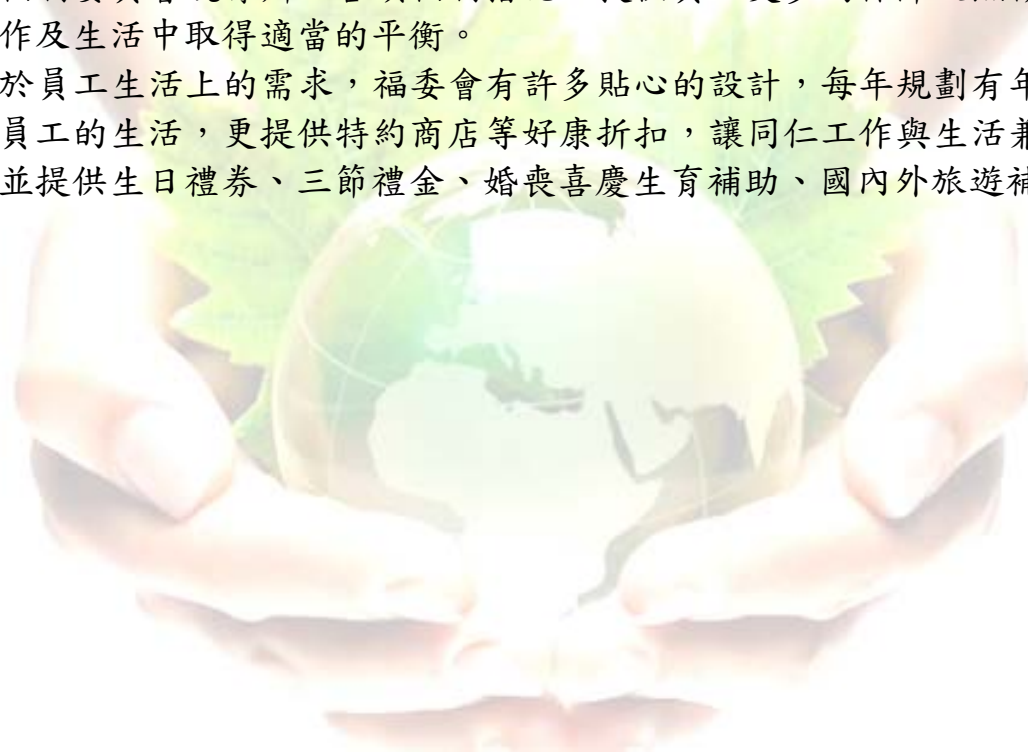 作及生活中取得適當的平衡。
於員工生活上的需求，福委會有許多貼心的設計，每年規劃有年
員工的生活，更提供特約商店等好康折扣，讓同仁工作與生活兼
並提供生日禮券、三節禮金、婚喪喜慶生育補助、國內外旅遊補